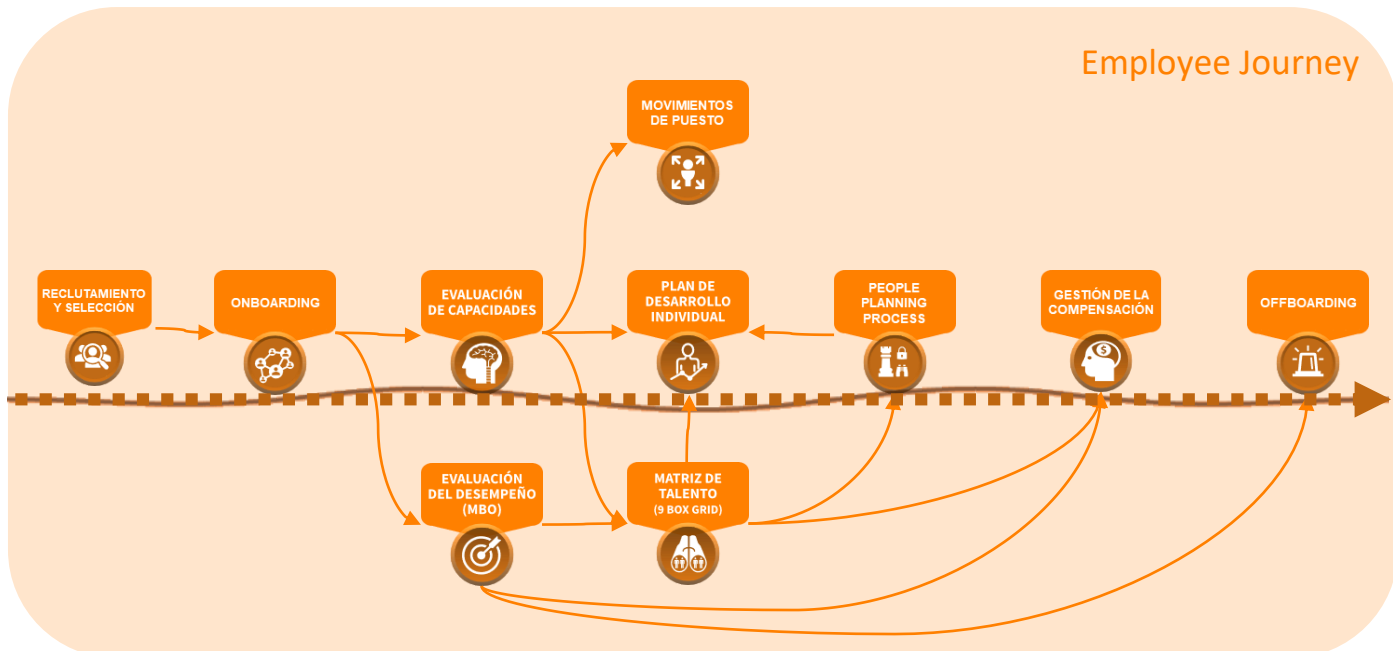 Employee Journey
MOVIMIENTOS
DE PUESTO
RECLUTAMIENTO
Y SELECCIÓN
ONBOARDING
EVALUACIÓN
DE CAPACIDADES
PLAN DE
DESARROLLO
INDIVIDUAL
PEOPLE
PLANNING
PROCESS
GESTIÓN DE LA
COMPENSACIÓN
OFFBOARDING
EVALUACIÓN
DEL DESEMPEÑO
(MBO)
MATRIZ DE
TALENTO
(9 BOX GRID)
$